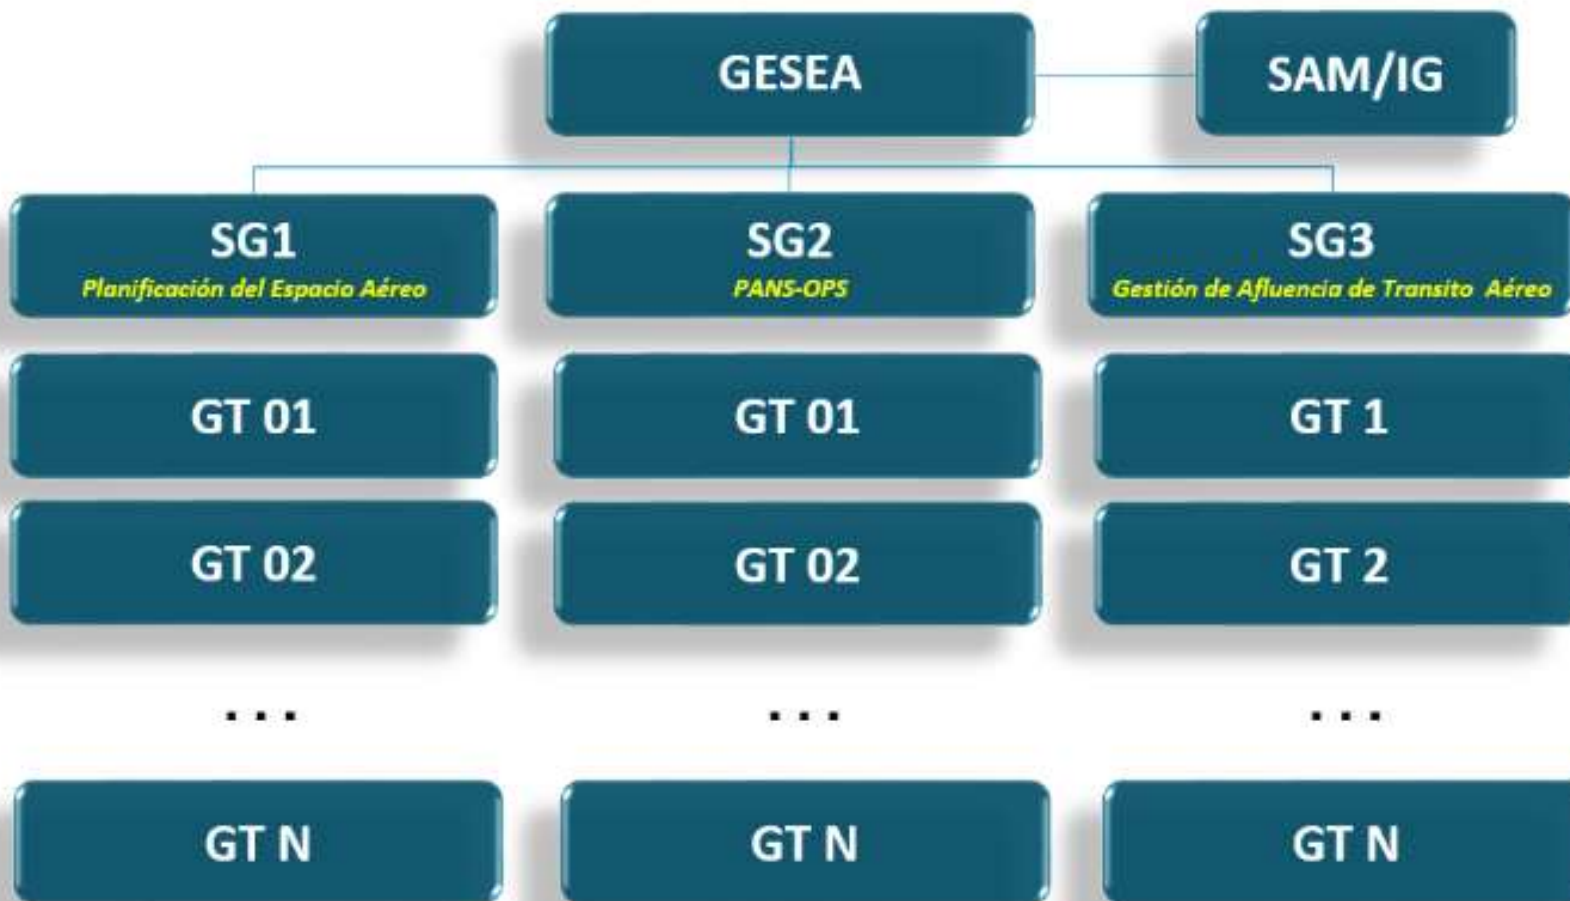 GESEA
SAM/IG
SG1
Planificación del Espacio Aéreo
SG2
PANS-OPS
SG3
Gestión de Afluencia de Transito Aéreo
GT 01
GT 01
GT 1
GT 02
GT 02
GT 2
...
...
...
GT N
GT N
GT N